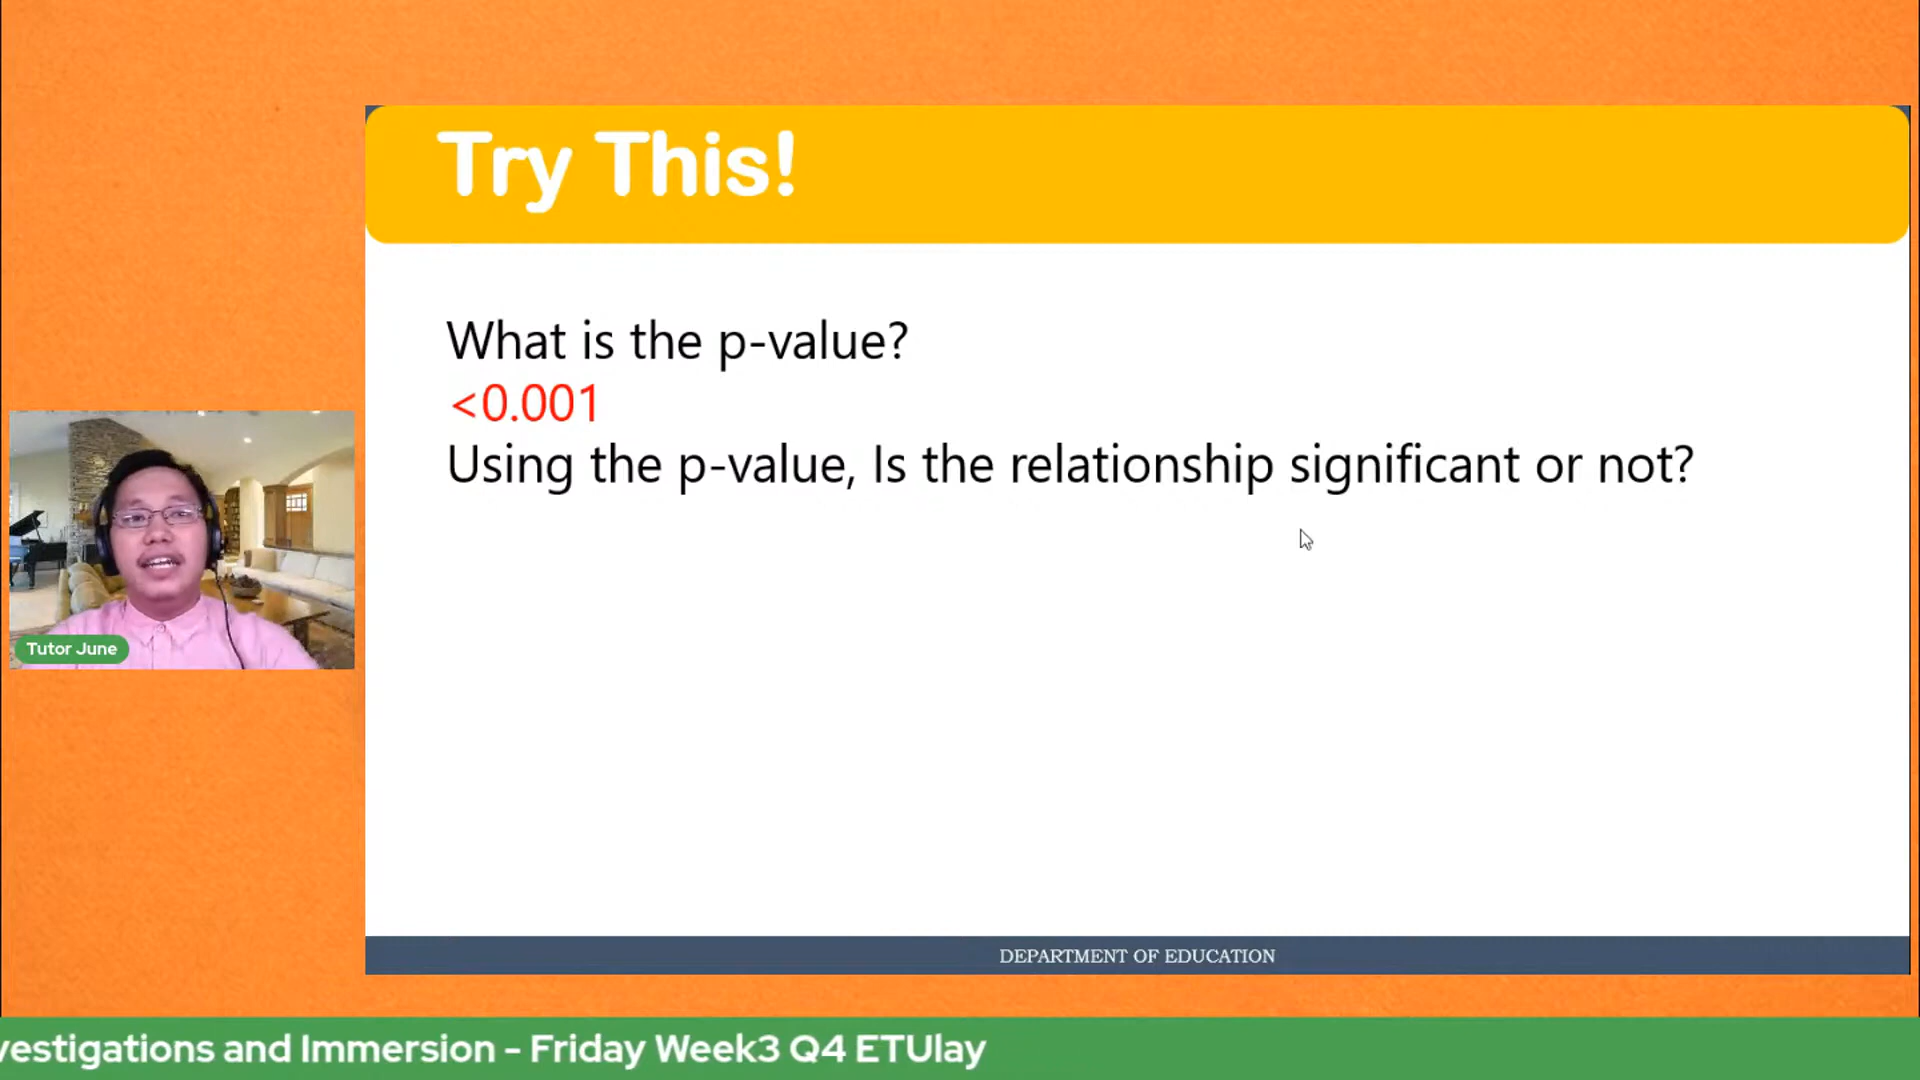 Try This!
What is the p-value?
<0.001
Using the p-value, Is the relationship significant or not?
Tutor June
DEPARTMENT OF EDUCATION
vestigations and Immersion - Friday Week3 Q4 ETUlay